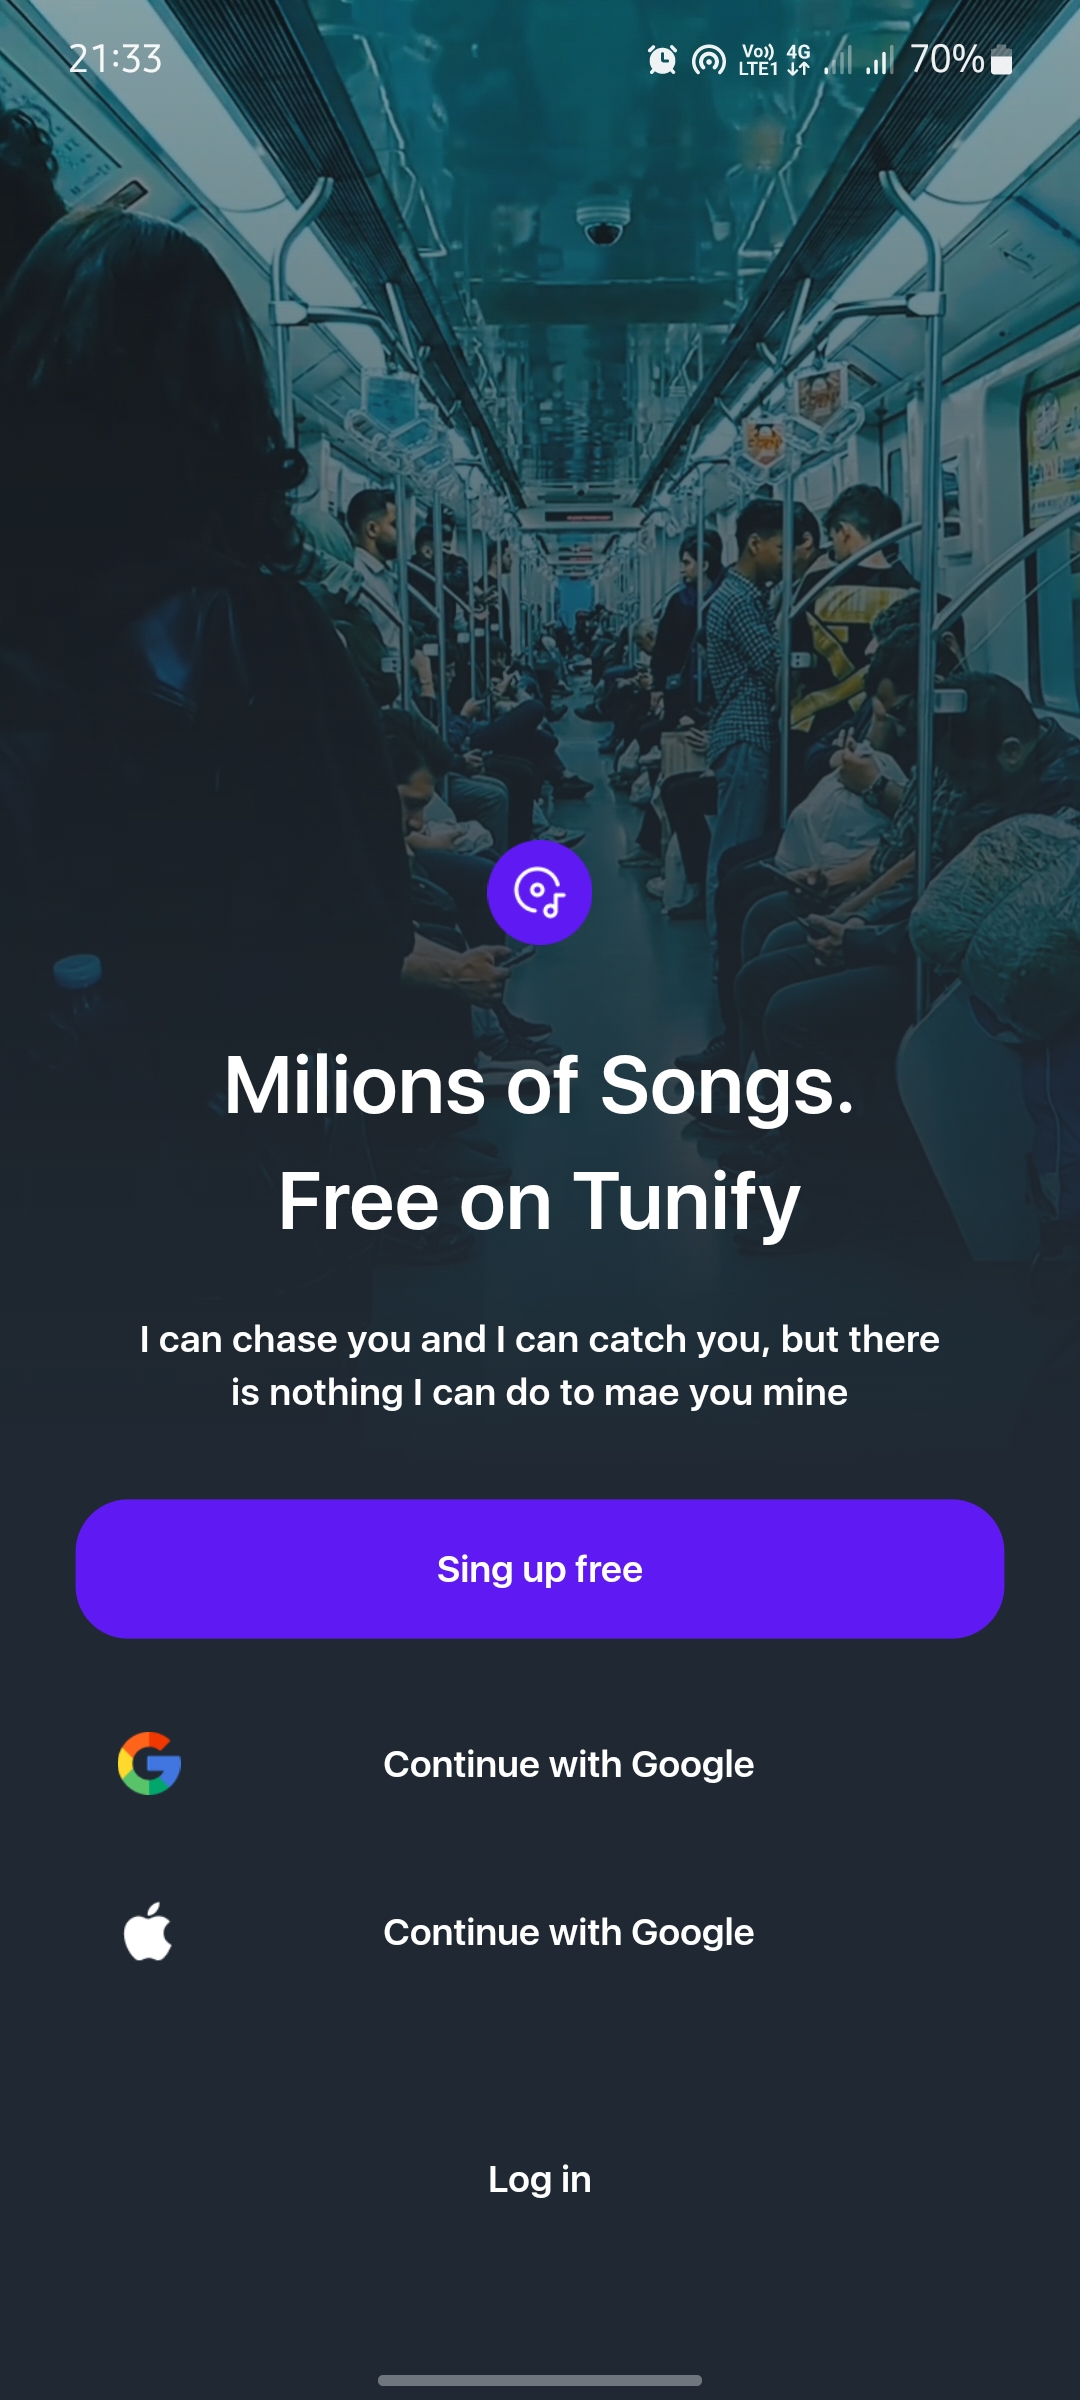 21:33
Vo)) LTE1 4G 70%
Milions of Songs.
Free on Tunify
I can chase you and I can catch you, but there
is nothing I can do to mae you mine
Sing up free
Continue with Google
Continue with Google
Log in